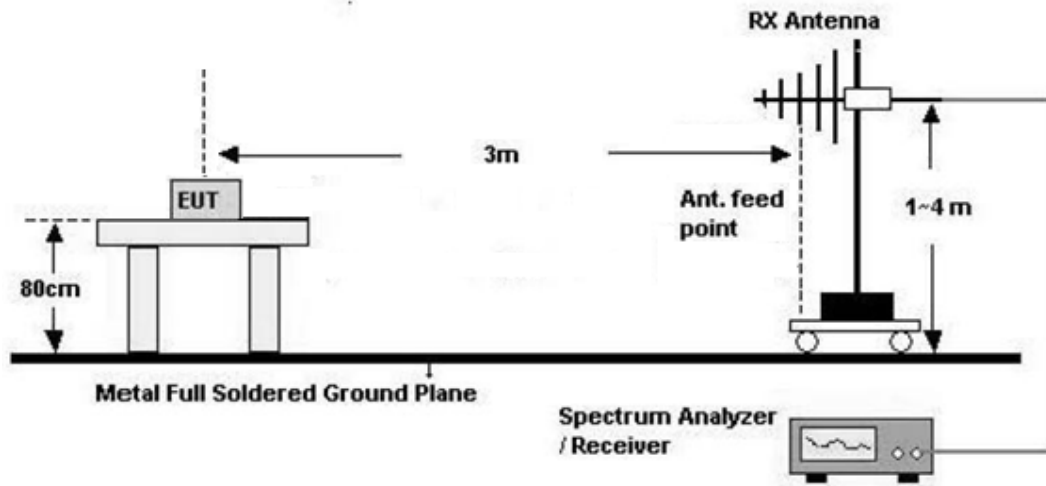 RX Antenna
3m
EUT
Ant. feed
point
1~4 m
80cm
Metal Full Soldered Ground Plane
Spectrum Analyzer
/ Receiver